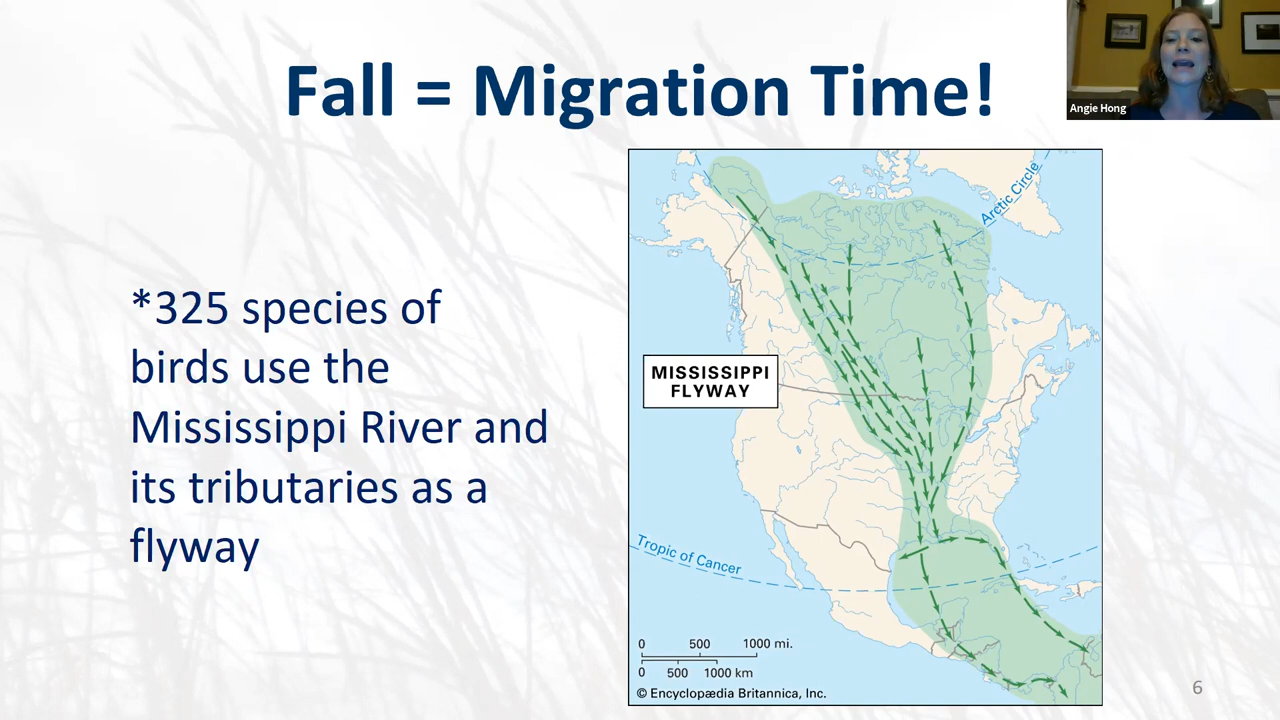 Fall = Migration Time!
Angie Hong
*325 species of
birds use the
Mississippi River and
its tributaries as a
flyway
Arctic Circle
MISSISSIPPI
FLYWAY
Tropic of Cancer
0 500 1000 mi.
0 500 1000 km
© Encyclopædia Britannica, Inc.
6